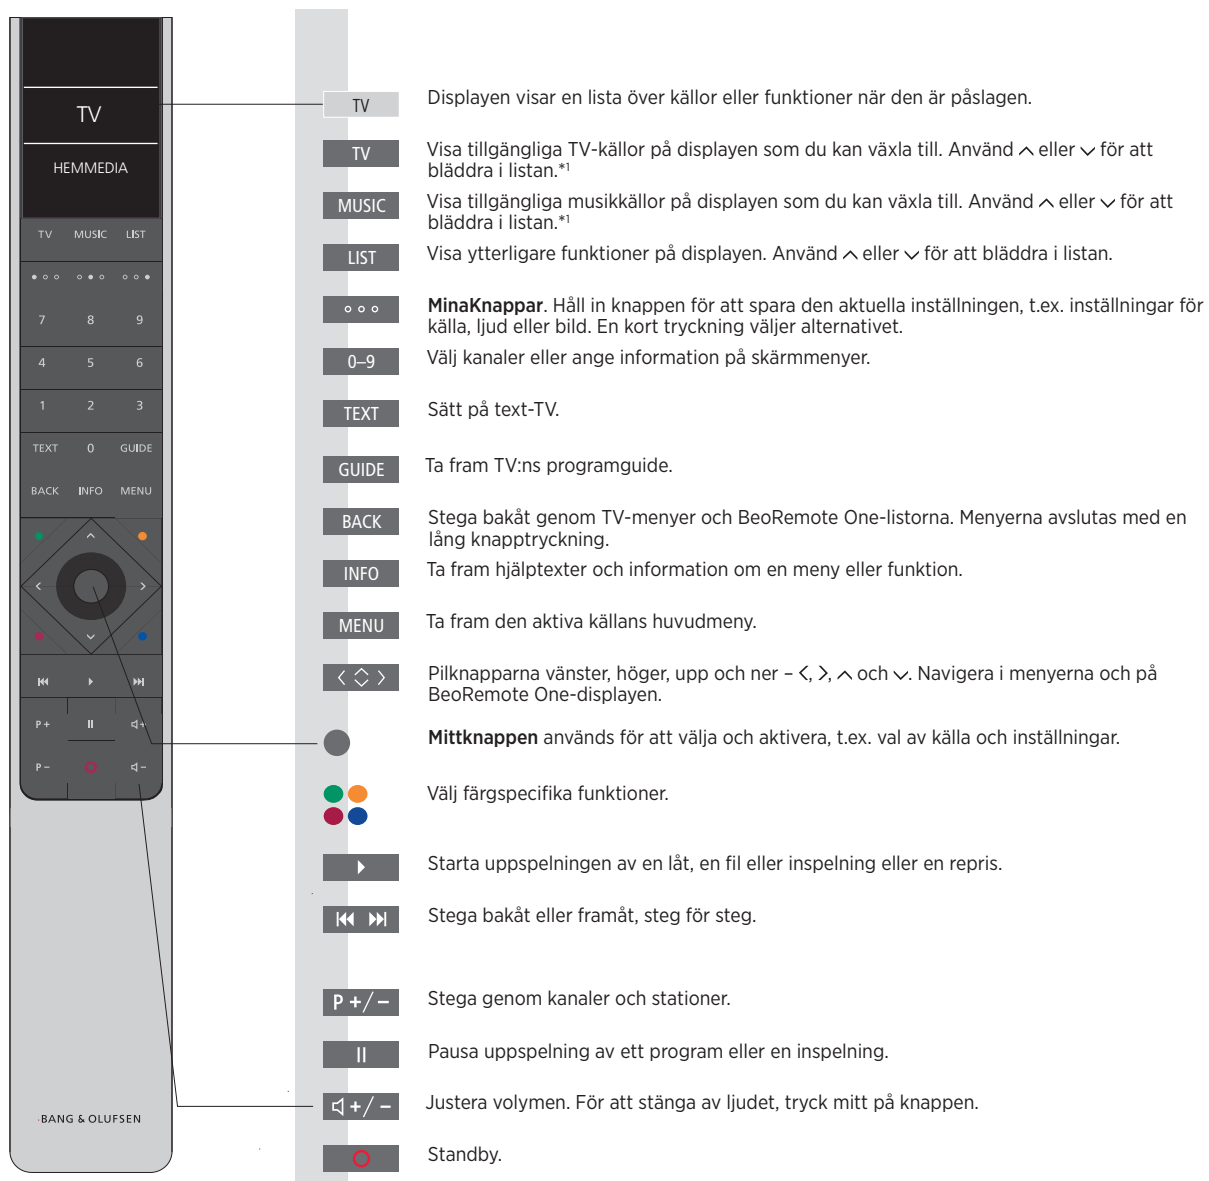 TV
HEMMEDIA
TV MUSIC LIST
7 8 9
4 5 6
1 2 3
TEXT 0 GUIDE
BACK INFO MENU
P+
P−
BANG & OLUFSEN
TV Displayen visar en lista över källor eller funktioner när den är påslagen.
TV Visa tillgängliga TV-källor på displayen som du kan växla till. Använd ︿ eller ﹀ för att
bläddra i listan.*1
MUSIC Visa tillgängliga musikkällor på displayen som du kan växla till. Använd ︿ eller ﹀ för att
bläddra i listan.*1
LIST Visa ytterligare funktioner på displayen. Använd ︿ eller ﹀ för att bläddra i listan.
MinaKnappar. Håll in knappen för att spara den aktuella inställningen, t.ex. inställningar för
källa, ljud eller bild. En kort tryckning väljer alternativet.
0–9 Välj kanaler eller ange information på skärmmenyer.
TEXT Sätt på text-TV.
GUIDE Ta fram TV:ns programguide.
BACK Stega bakåt genom TV-menyer och BeoRemote One-listorna. Menyerna avslutas med en
lång knapptryckning.
INFO Ta fram hjälptexter och information om en meny eller funktion.
MENU Ta fram den aktiva källans huvudmeny.
Pilknapparna vänster, höger, upp och ner – 〈, 〉, ︿ och ﹀. Navigera i menyerna och på
BeoRemote One-displayen.
Mittknappen används för att välja och aktivera, t.ex. val av källa och inställningar.
Välj färgspecifika funktioner.
Starta uppspelningen av en låt, en fil eller inspelning eller en repris.
Stega bakåt eller framåt, steg för steg.
P +/− Stega genom kanaler och stationer.
Pausa uppspelning av ett program eller en inspelning.
+/− Justera volymen. För att stänga av ljudet, tryck mitt på knappen.
Standby.